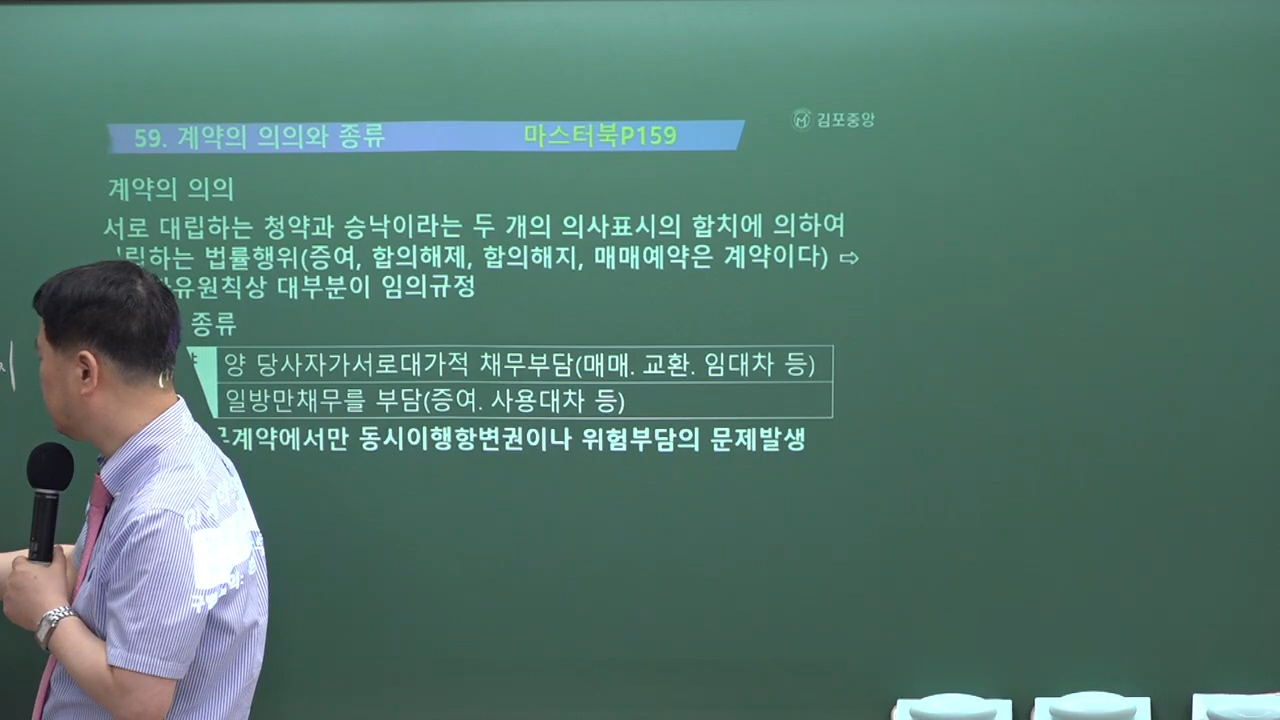 59. 계약의 의의와 종류 마스터북P159
김포중앙
계약의 의의
서로 대립하는 청약과 승낙이라는 두 개의 의사표시의 합치에 의하여
립하는 법률행위(증여, 합의해제, 합의해지, 매매예약은 계약이다) ⇨
유원칙상 대부분이 임의규정
종류
양 당사자가서로대가적 채무부담(매매. 교환. 임대차 등)
일방만채무를 부담(증여. 사용대차 등)
계약에서만 동시이행항변권이나 위험부담의 문제발생